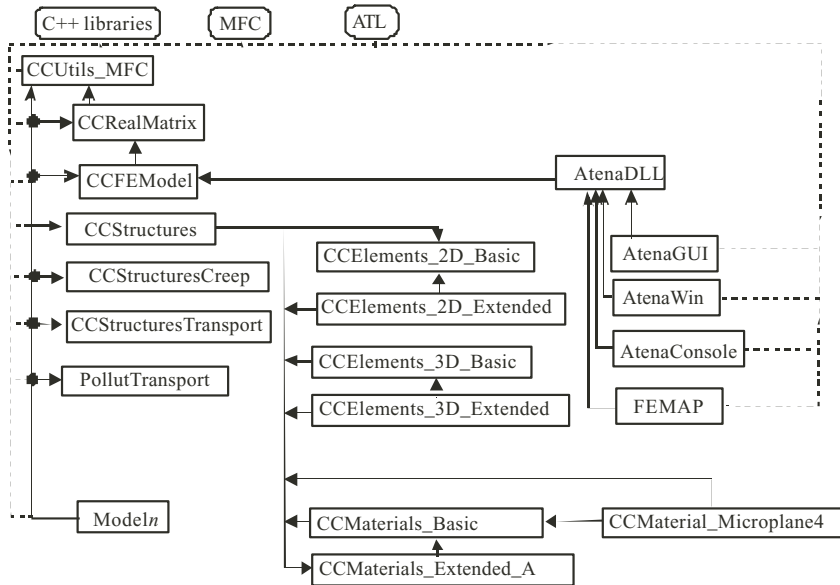 C++ libraries
MFC
ATL
CCUtils_MFC
CCRealMatrix
CCFEModel
AtenaDLL
CCStructures
CCElements_2D_Basic
AtenaGUI
CCStructuresCreep
CCElements_2D_Extended
AtenaWin
CCStructuresTransport
CCElements_3D_Basic
AtenaConsole
PollutTransport
CCElements_3D_Extended
FEMAP
Modeln
CCMaterials_Basic
CCMaterial_Microplane4
CCMaterials_Extended_A